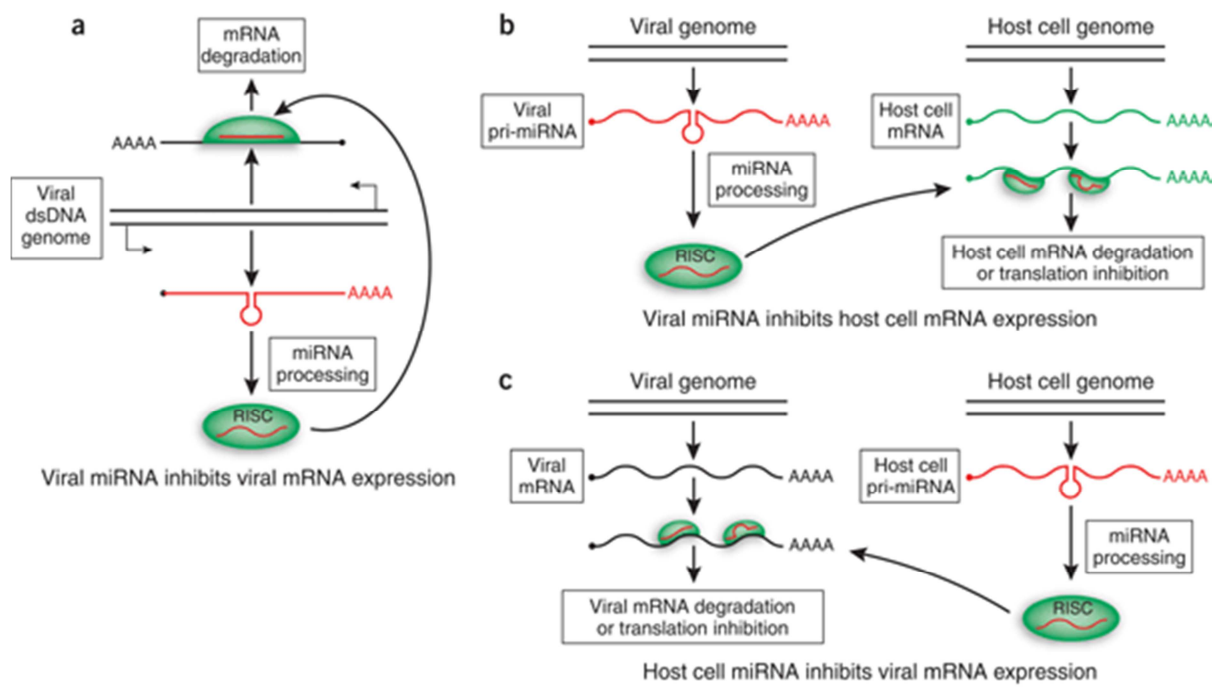 a
mRNA
degradation
AAAA
Viral
dsDNA
genome
AAAA
miRNA
processing
RISC
Viral miRNA inhibits viral mRNA expression
b
Viral genome
Host cell genome
Viral
pri-miRNA
AAAA
Host cell
mRNA
AAAA
miRNA
processing
AAAA
RISC
Host cell mRNA degradation
or translation inhibition
Viral miRNA inhibits host cell mRNA expression
c
Viral genome
Host cell genome
Viral
mRNA
AAAA
Host cell
pri-miRNA
AAAA
AAAA
miRNA
processing
Viral mRNA degradation
or translation inhibition
RISC
Host cell miRNA inhibits viral mRNA expression